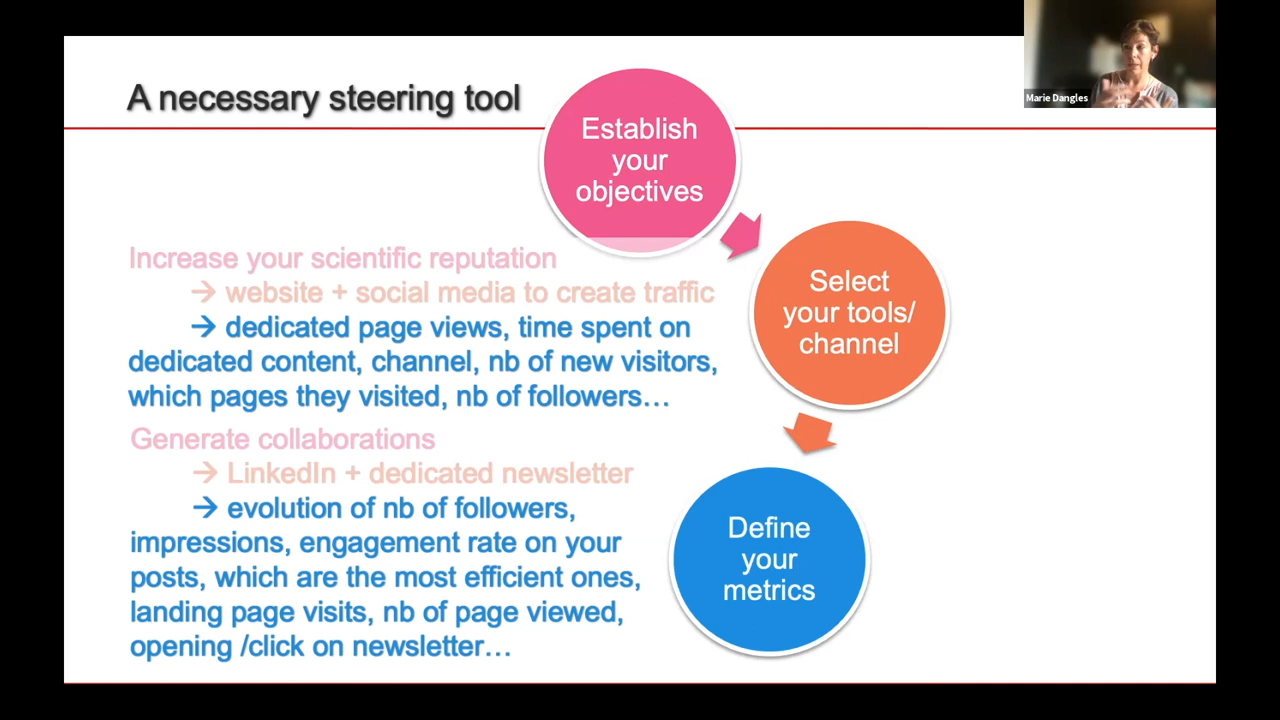 A necessary steering tool
Marie Dangles
Establish
your
objectives
Select
your tools/
channel
Define
your
metrics
Increase your scientific reputation
→ website + social media to create traffic
→ dedicated page views, time spent on
dedicated content, channel, nb of new visitors,
which pages they visited, nb of followers…
Generate collaborations
→ LinkedIn + dedicated newsletter
→ evolution of nb of followers,
impressions, engagement rate on your
posts, which are the most efficient ones,
landing page visits, nb of page viewed,
opening /click on newsletter…